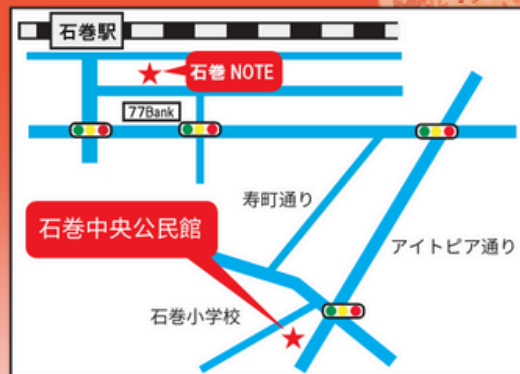 石巻駅
石巻 NOTE
77Bank
寿町通り
石巻中央公民館
アイトピア通り
石巻小学校